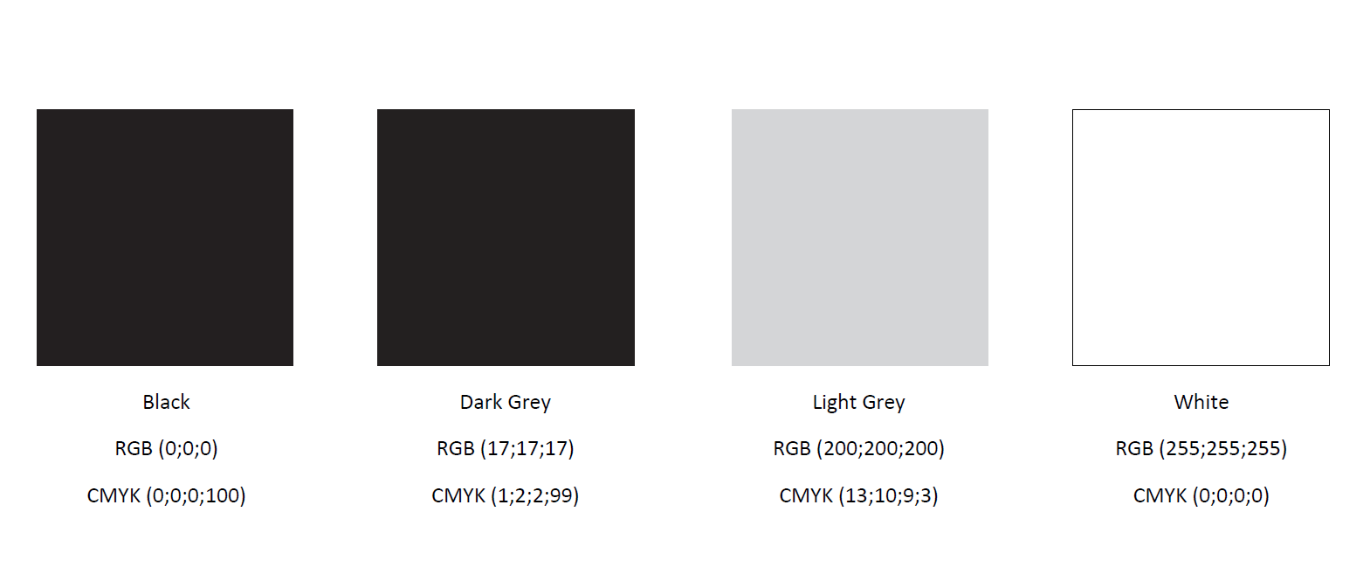 Black
RGB (0;0;0)
CMYK (0;0;0;100)
Dark Grey
RGB (17;17;17)
CMYK (1;2;2;99)
Light Grey
RGB (200;200;200)
CMYK (13;10;9;3)
White
RGB (255;255;255)
CMYK (0;0;0;0)